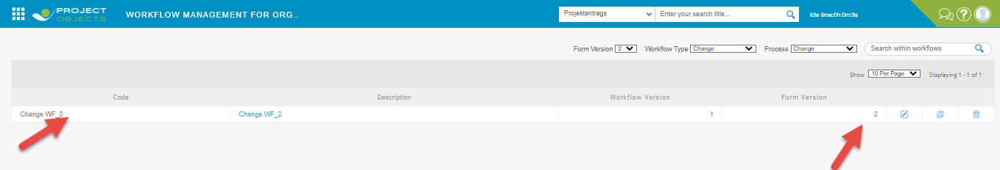 PROJECT
OBJECTS
WORKFLOW MANAGEMENT FOR ORG...
Projektantrags
Enter your search title...
Idle time:0h:0m:9s
Form Version 2 Workflow Type Change Process Change Search within workflows
Show 10 Per Page Displaying 1 - 1 of 1
Code Description Workflow Version Form Version
Change WF_2 Change WF_2 1 2